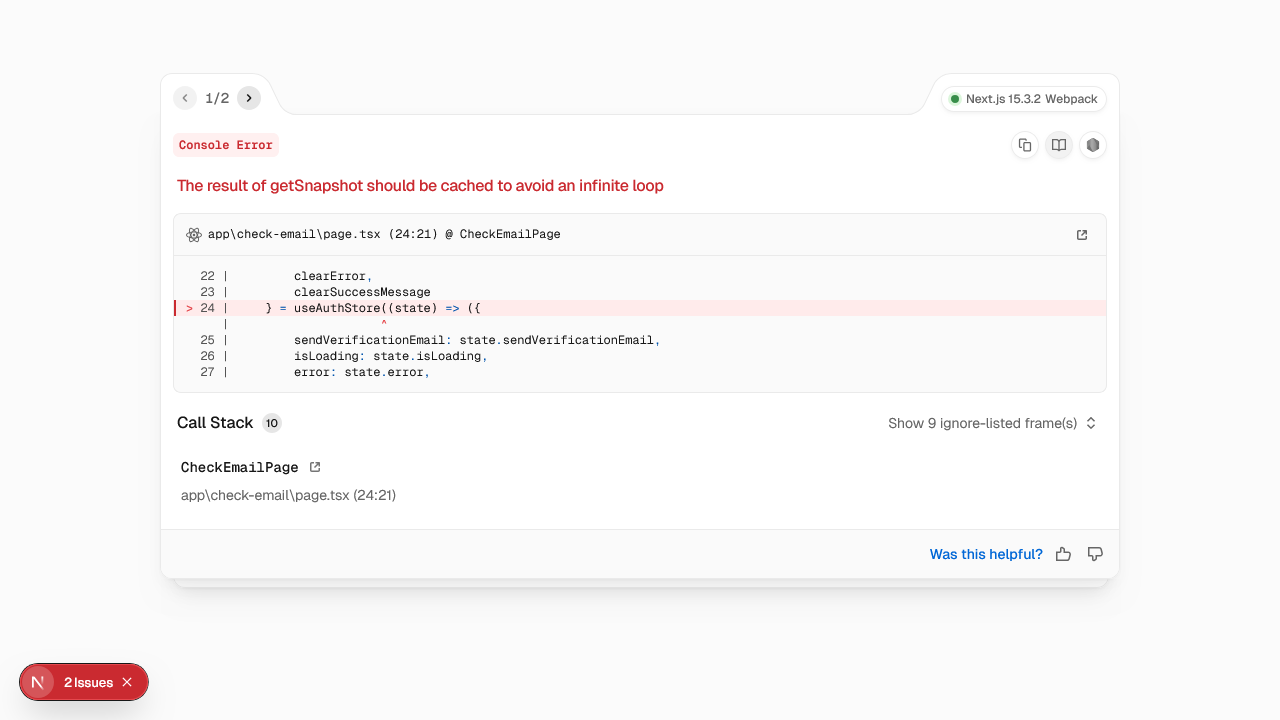 1/2
Next.js 15.3.2 Webpack
Console Error
The result of getSnapshot should be cached to avoid an infinite loop
app\check-email\page.tsx (24:21) @ CheckEmailPage
22 |         clearError,
23 |         clearSuccessMessage
> 24 |     } = useAuthStore((state) => ({
|                     ^
25 |         sendVerificationEmail: state.sendVerificationEmail,
26 |         isLoading: state.isLoading,
27 |         error: state.error,
Call Stack 10
Show 9 ignore-listed frame(s)
CheckEmailPage
app\check-email\page.tsx (24:21)
Was this helpful?
N 2 Issues